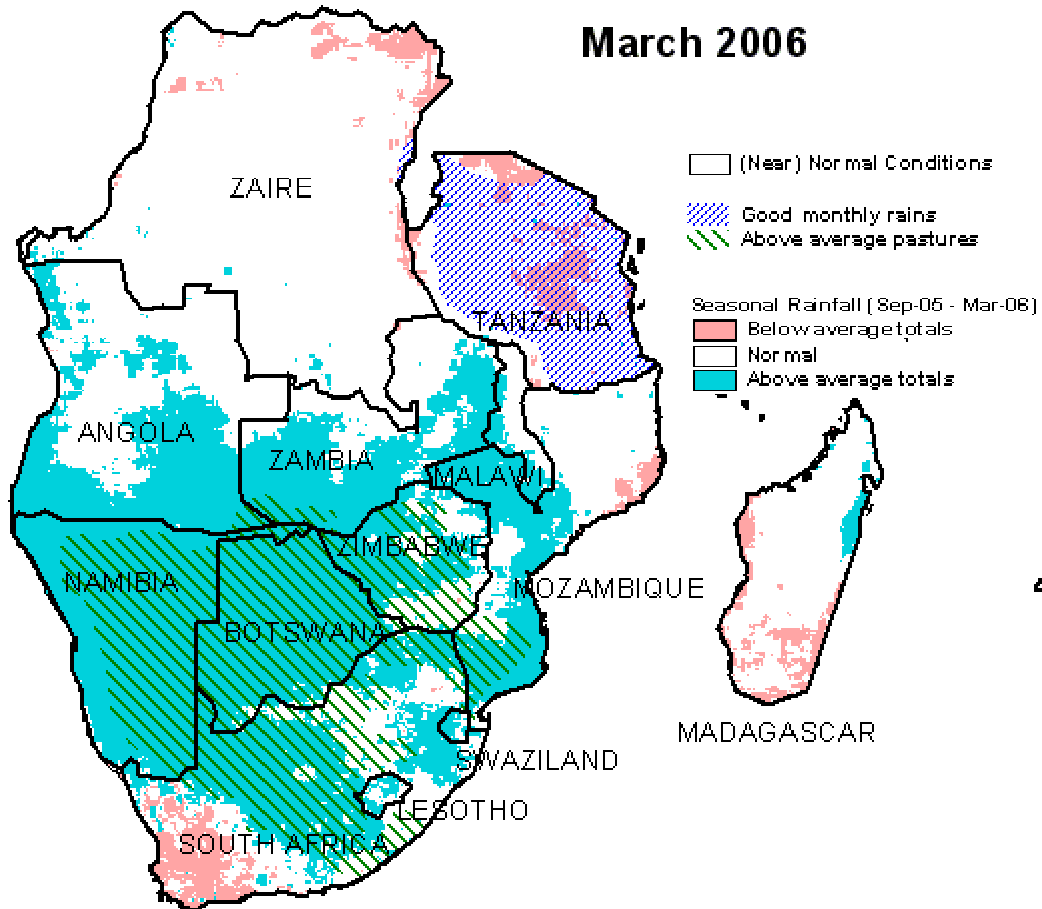 March 2006
ZAIRE
(Near) Normal Conditions
Good monthly rains
Above average pastures
Seasonal Rainfall (Sep-05 - Mar-06)
Below average totals
Normal
Above average totals
TANZANIA
ANGOLA
ZAMBIA
MALAWI
ZIMBABWE
NAMIBIA
MOZAMBIQUE
BOTSWANA
MADAGASCAR
SWAZILAND
LESOTHO
SOUTH AFRICA